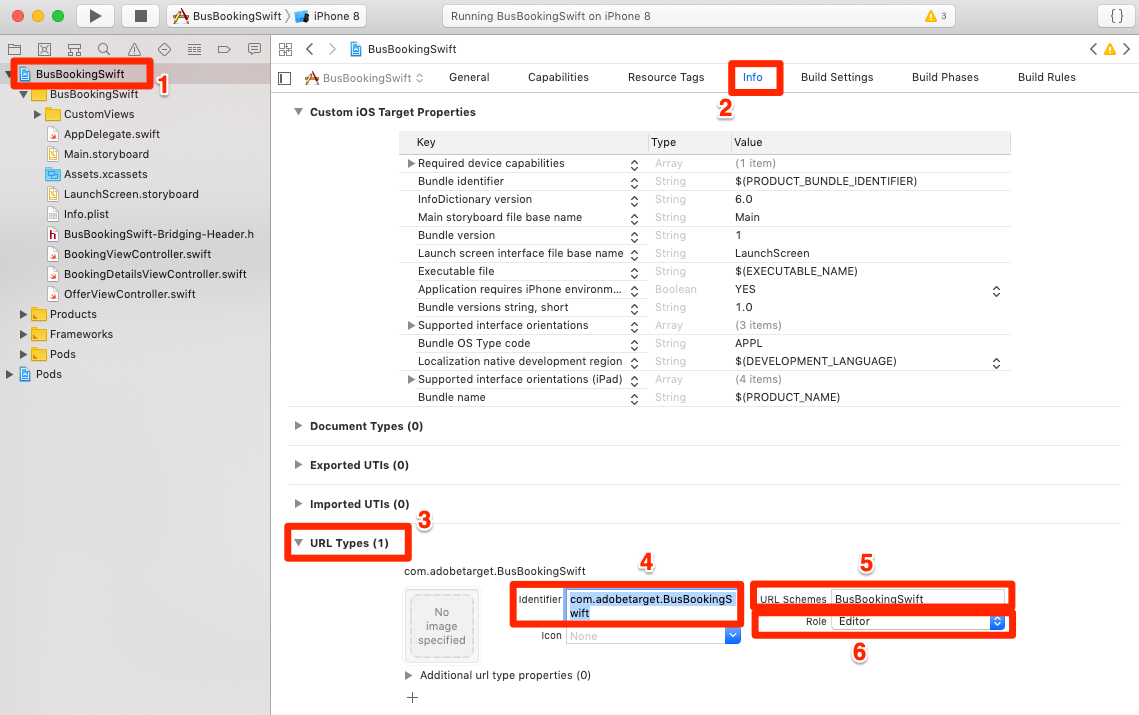 BusBookingSwift
iPhone 8
Running BusBookingSwift on iPhone 8
3
{ }
BusBookingSwift
BusBookingSwift
1
BusBookingSwift
CustomViews
AppDelegate.swift
Main.storyboard
Assets.xcassets
LaunchScreen.storyboard
Info.plist
BusBookingSwift-Bridging-Header.h
BookingViewController.swift
BookingDetailsViewController.swift
OfferViewController.swift
Products
Frameworks
Pods
Pods
BusBookingSwift
General
Capabilities
Resource Tags
Info
Build Settings
Build Phases
Build Rules
2
Custom iOS Target Properties
Key Type Value
Required device capabilities Array (1 item)
Bundle identifier String $(PRODUCT_BUNDLE_IDENTIFIER)
InfoDictionary version String 6.0
Main storyboard file base name String Main
Bundle version String 1
Launch screen interface file base name String LaunchScreen
Executable file String $(EXECUTABLE_NAME)
Application requires iPhone environm... Boolean YES
Bundle versions string, short String 1.0
Supported interface orientations Array (3 items)
Bundle OS Type code String APPL
Localization native development region String $(DEVELOPMENT_LANGUAGE)
Supported interface orientations (iPad) Array (4 items)
Bundle name String $(PRODUCT_NAME)
Document Types (0)
Exported UTIs (0)
Imported UTIs (0)
3
URL Types (1)
com.adobetarget.BusBookingSwift
No
image
specified
4
Identifier com.adobetarget.BusBookingS
wift
Icon None
5
URL Schemes BusBookingSwift
Role Editor
6
Additional url type properties (0)